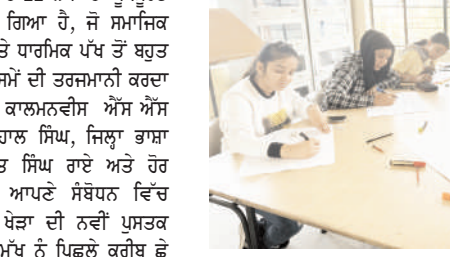 ਗਿਆ ਹੈ, ਜੋ ਸਮਾਜਿਕ
ਤੇ ਧਾਰਮਿਕ ਪੱਖ ਤੋਂ ਬਹੁਤ
ਸਮੇਂ ਦੀ ਤਰਜਮਾਨੀ ਕਰਦਾ
ਕਾਲਮਨਵੀਸ ਐੱਸ ਐੱਸ
ਸਿੰਘ, ਜਿਲ੍ਹਾ ਭਾਸ਼ਾ
ਸਿੰਘ ਰਾਏ ਅਤੇ ਹੋਰ
ਆਪਣੇ ਸੰਬੋਧਨ ਵਿੱਚ
ਖੇੜਾ ਦੀ ਨਵੀਂ ਪੁਸਤਕ
ਨੂੰ ਪਿਛਲੇ ਕਰੀਬ ਛੇ